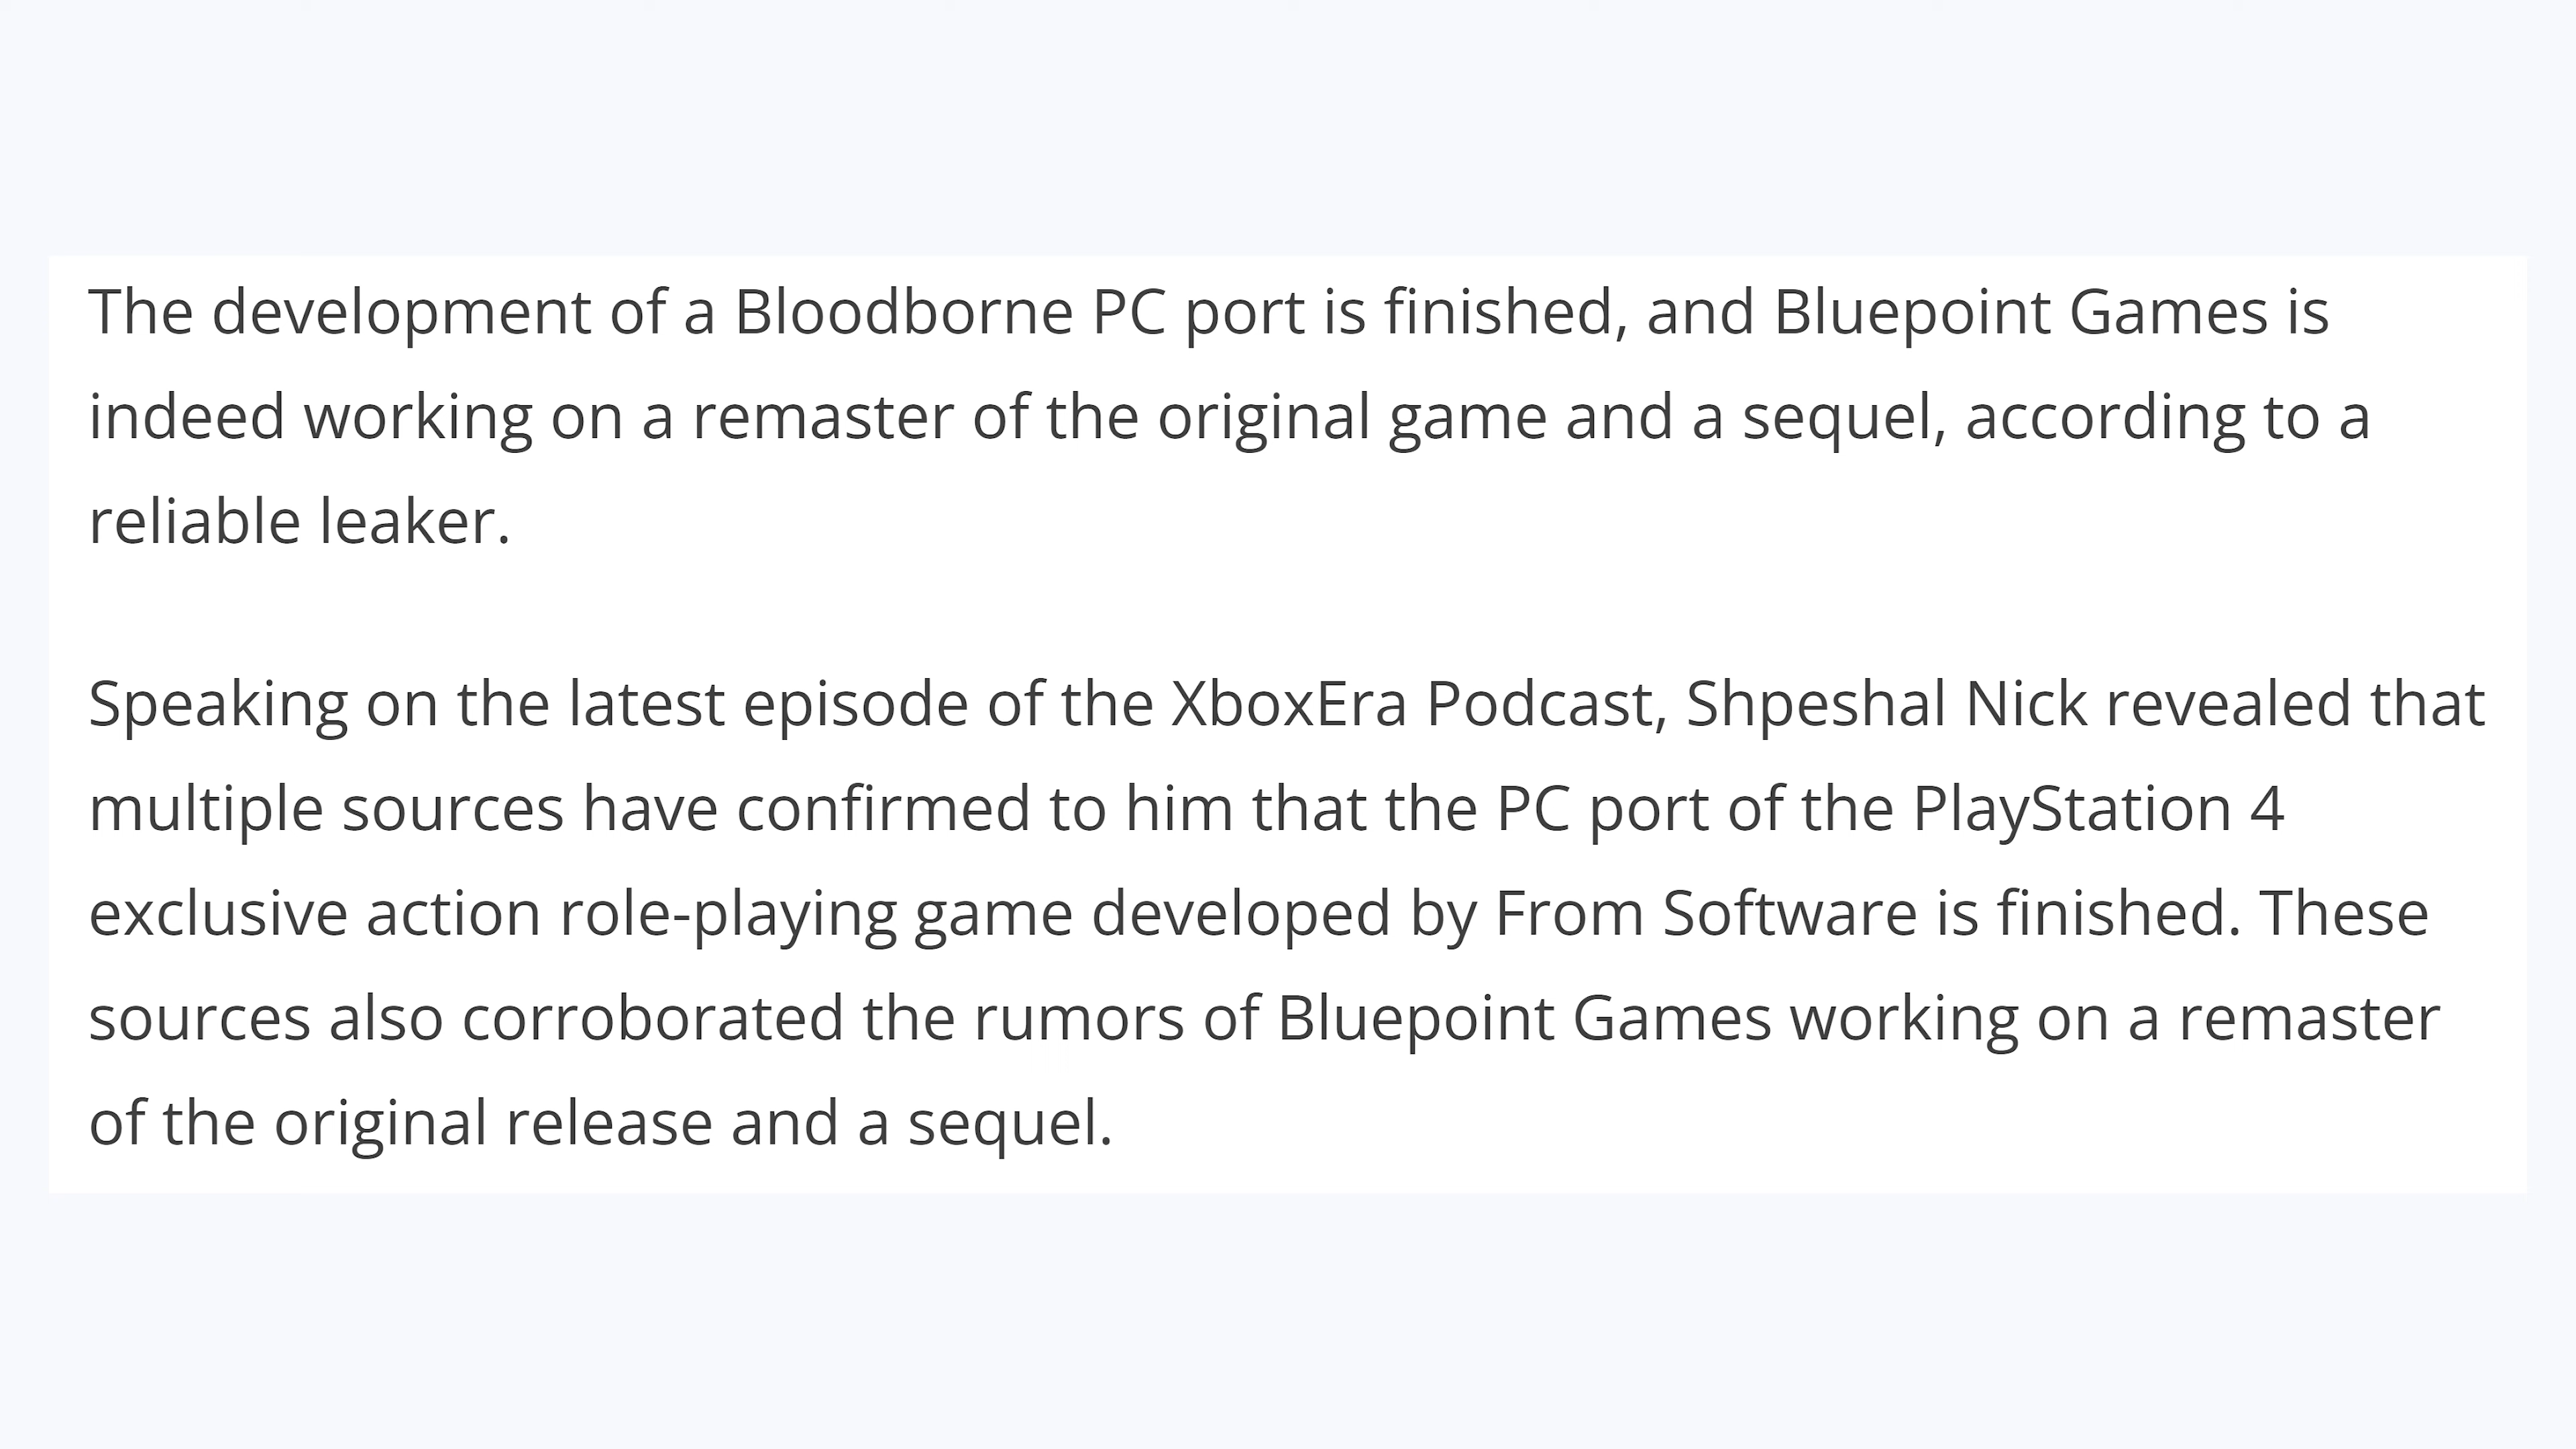 The development of a Bloodborne PC port is finished, and Bluepoint Games is
indeed working on a remaster of the original game and a sequel, according to a
reliable leaker.
Speaking on the latest episode of the XboxEra Podcast, Shpeshal Nick revealed that
multiple sources have confirmed to him that the PC port of the PlayStation 4
exclusive action role-playing game developed by From Software is finished. These
sources also corroborated the rumors of Bluepoint Games working on a remaster
of the original release and a sequel.